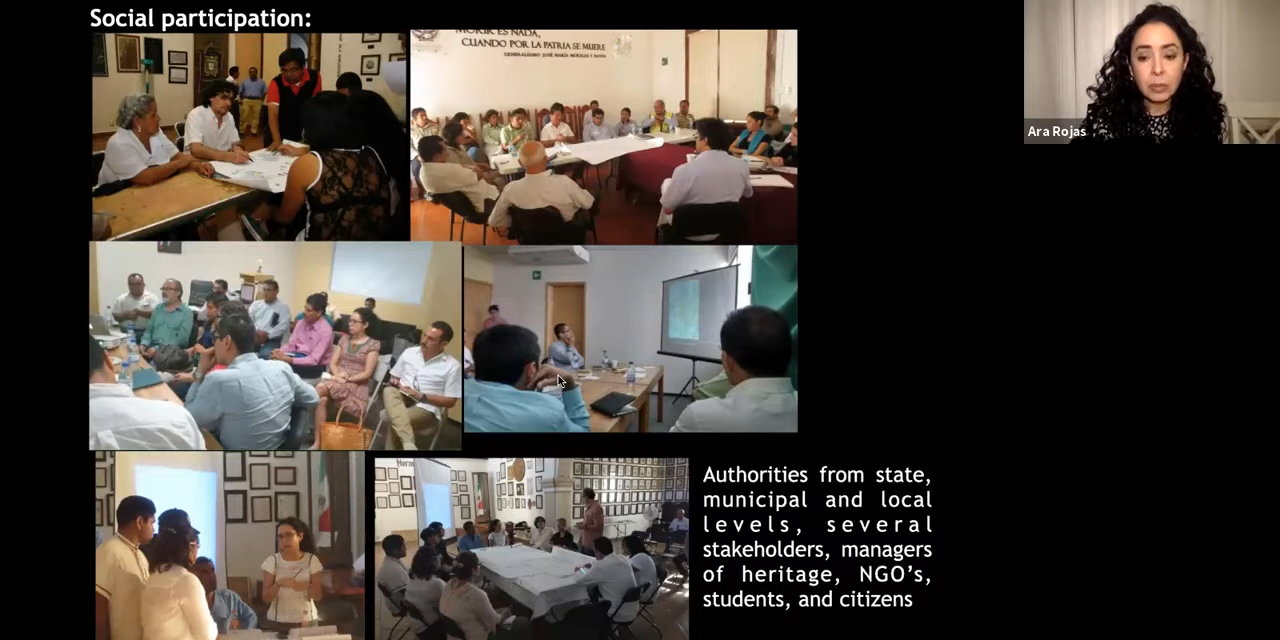 Social participation:
MORIR ES NADA,
CUANDO POR LA PATRIA SE MUERE
Ara Rojas
Authorities from state,
municipal and local
levels, several
stakeholders, managers
of heritage, NGO's,
students, and citizens